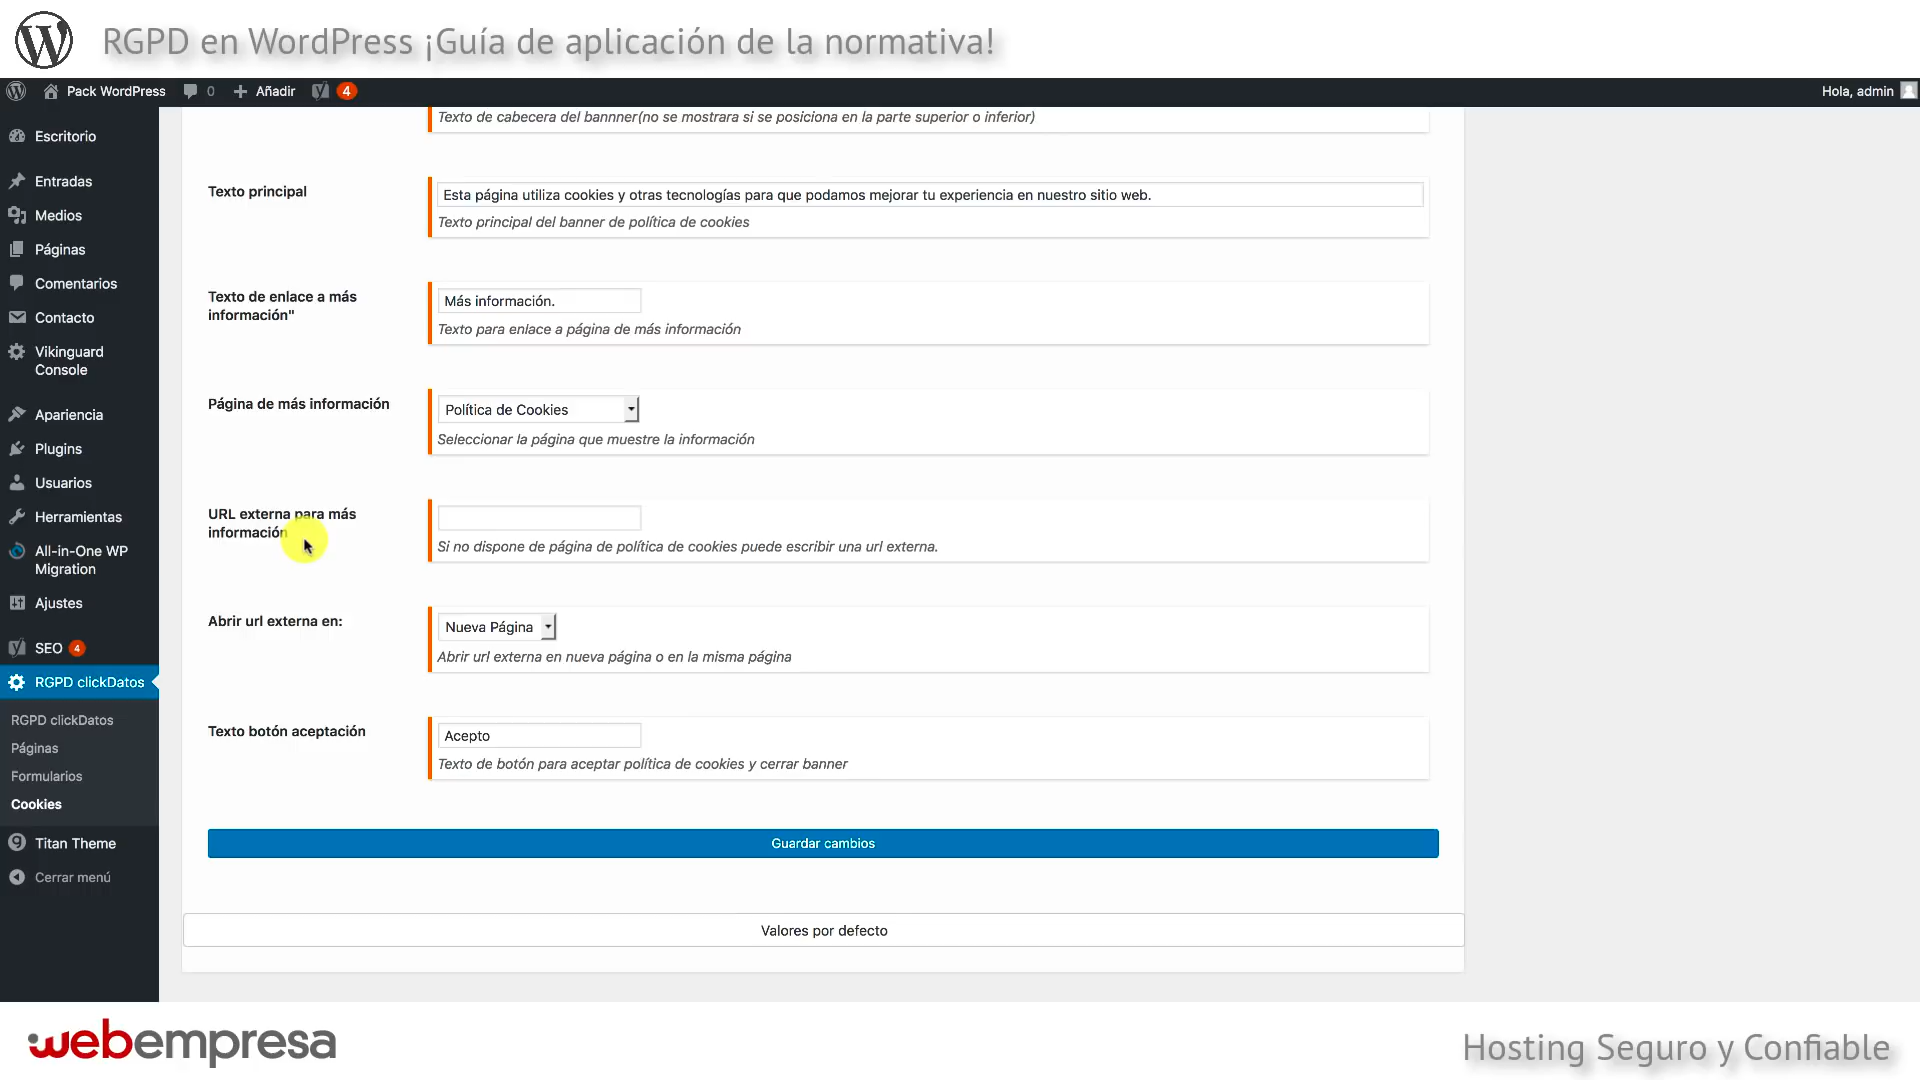 RGPD en WordPress ¡Guía de aplicación de la normativa!
Pack WordPress
0
Añadir
4
Hola, admin
Escritorio
Entradas
Medios
Páginas
Comentarios
Contacto
Vikinguard
Console
Apariencia
Plugins
Usuarios
Herramientas
All-in-One WP
Migration
Ajustes
SEO 4
RGPD clickDatos
RGPD clickDatos
Páginas
Formularios
Cookies
Titan Theme
Cerrar menú
Texto de cabecera del bannner(no se mostrara si se posiciona en la parte superior o inferior)
Texto principal
Esta página utiliza cookies y otras tecnologías para que podamos mejorar tu experiencia en nuestro sitio web.
Texto principal del banner de política de cookies
Texto de enlace a más
información"
Más información.
Texto para enlace a página de más información
Página de más información
Política de Cookies
Seleccionar la página que muestre la información
URL externa para más
información
Si no dispone de página de política de cookies puede escribir una url externa.
Abrir url externa en:
Nueva Página
Abrir url externa en nueva página o en la misma página
Texto botón aceptación
Acepto
Texto de botón para aceptar política de cookies y cerrar banner
Guardar cambios
Valores por defecto
webempresa
Hosting Seguro y Confiable